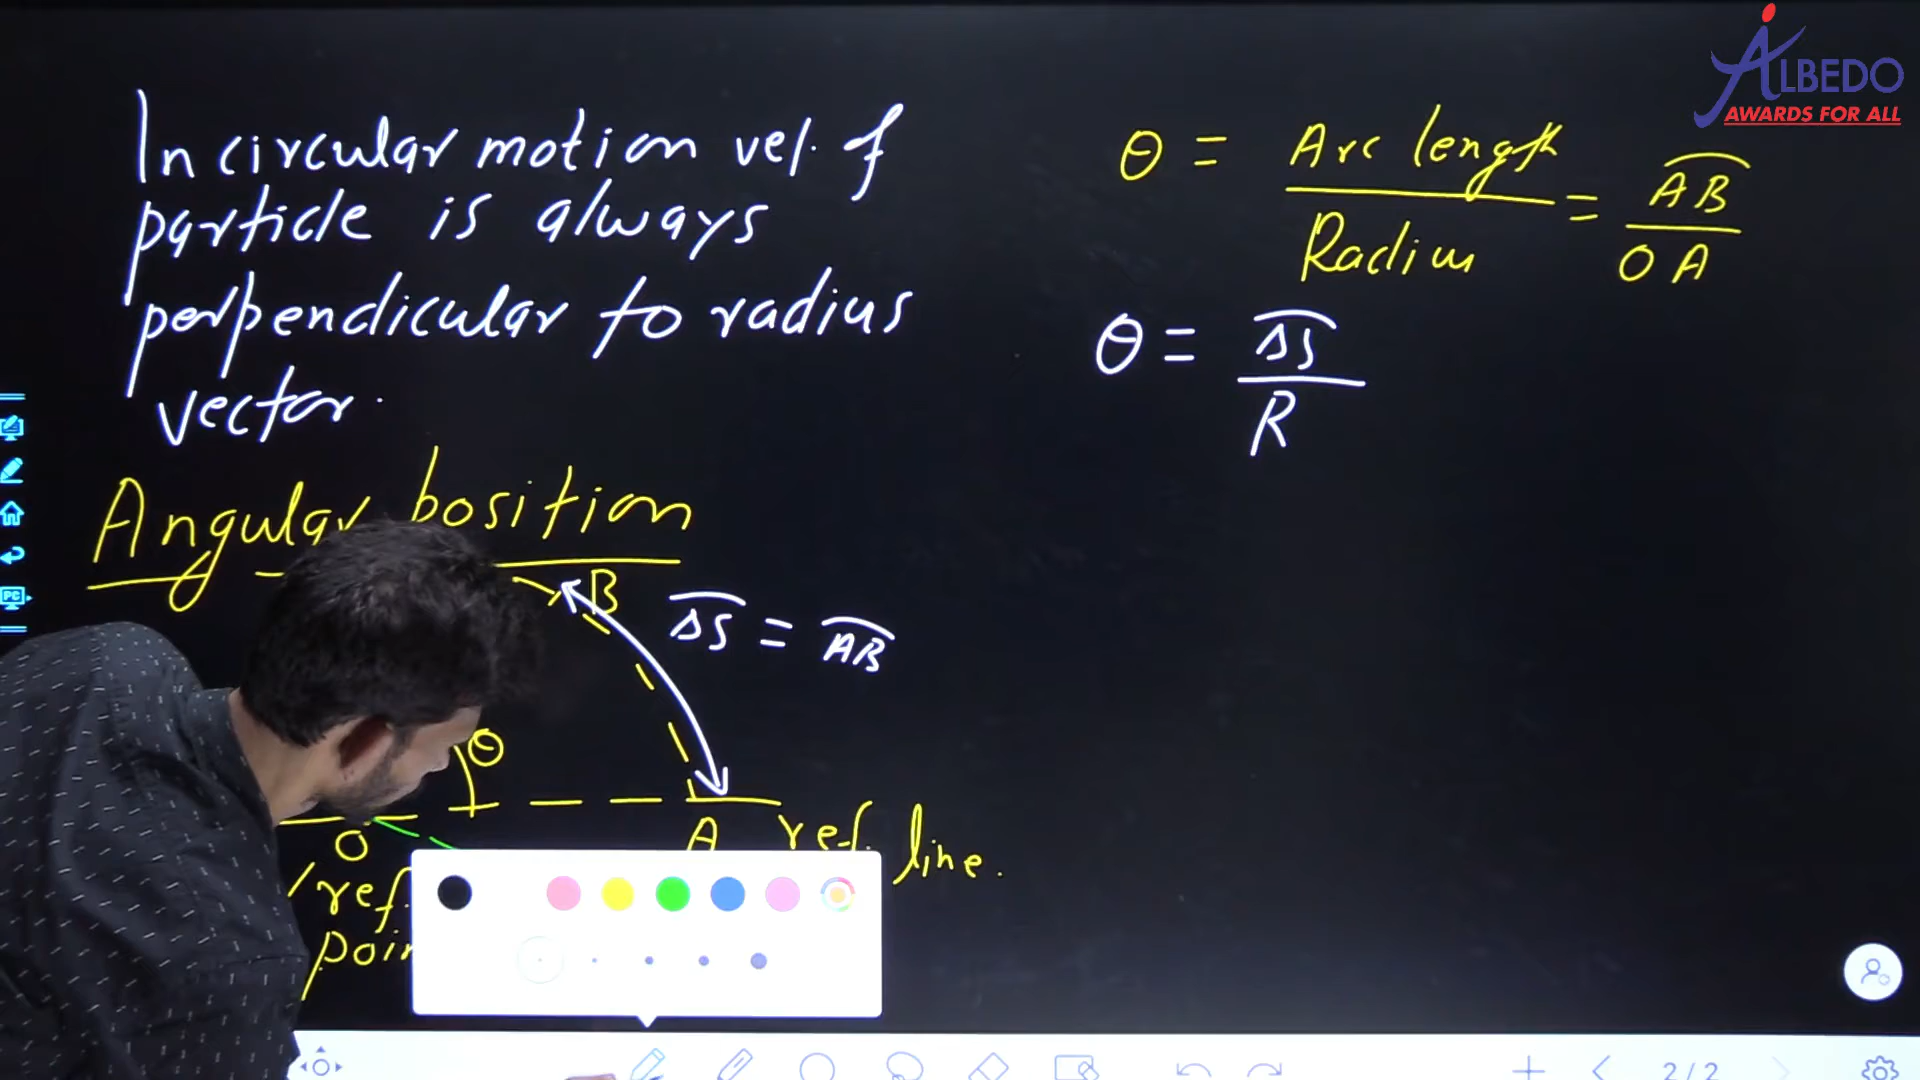 In circular motion vel. of
particle is always
perpendicular to radius
vector.
Angular position
B
ΔS = AB
θ
O
A ref. line.
ref.
θ = Arc length / Radius = AB / OA
θ = ΔS / R
ALBEDO
AWARDS FOR ALL
PC
2/2